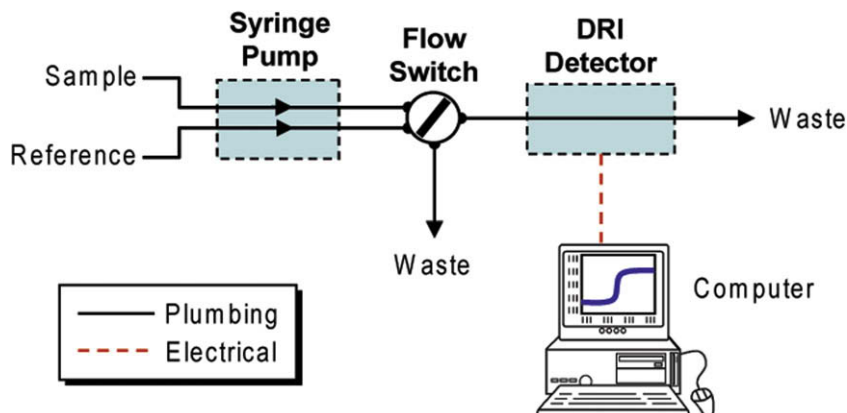 Syringe
Pump
Flow
Switch
DRI
Detector
Sample
Reference
Waste
Waste
Computer
Plumbing
Electrical